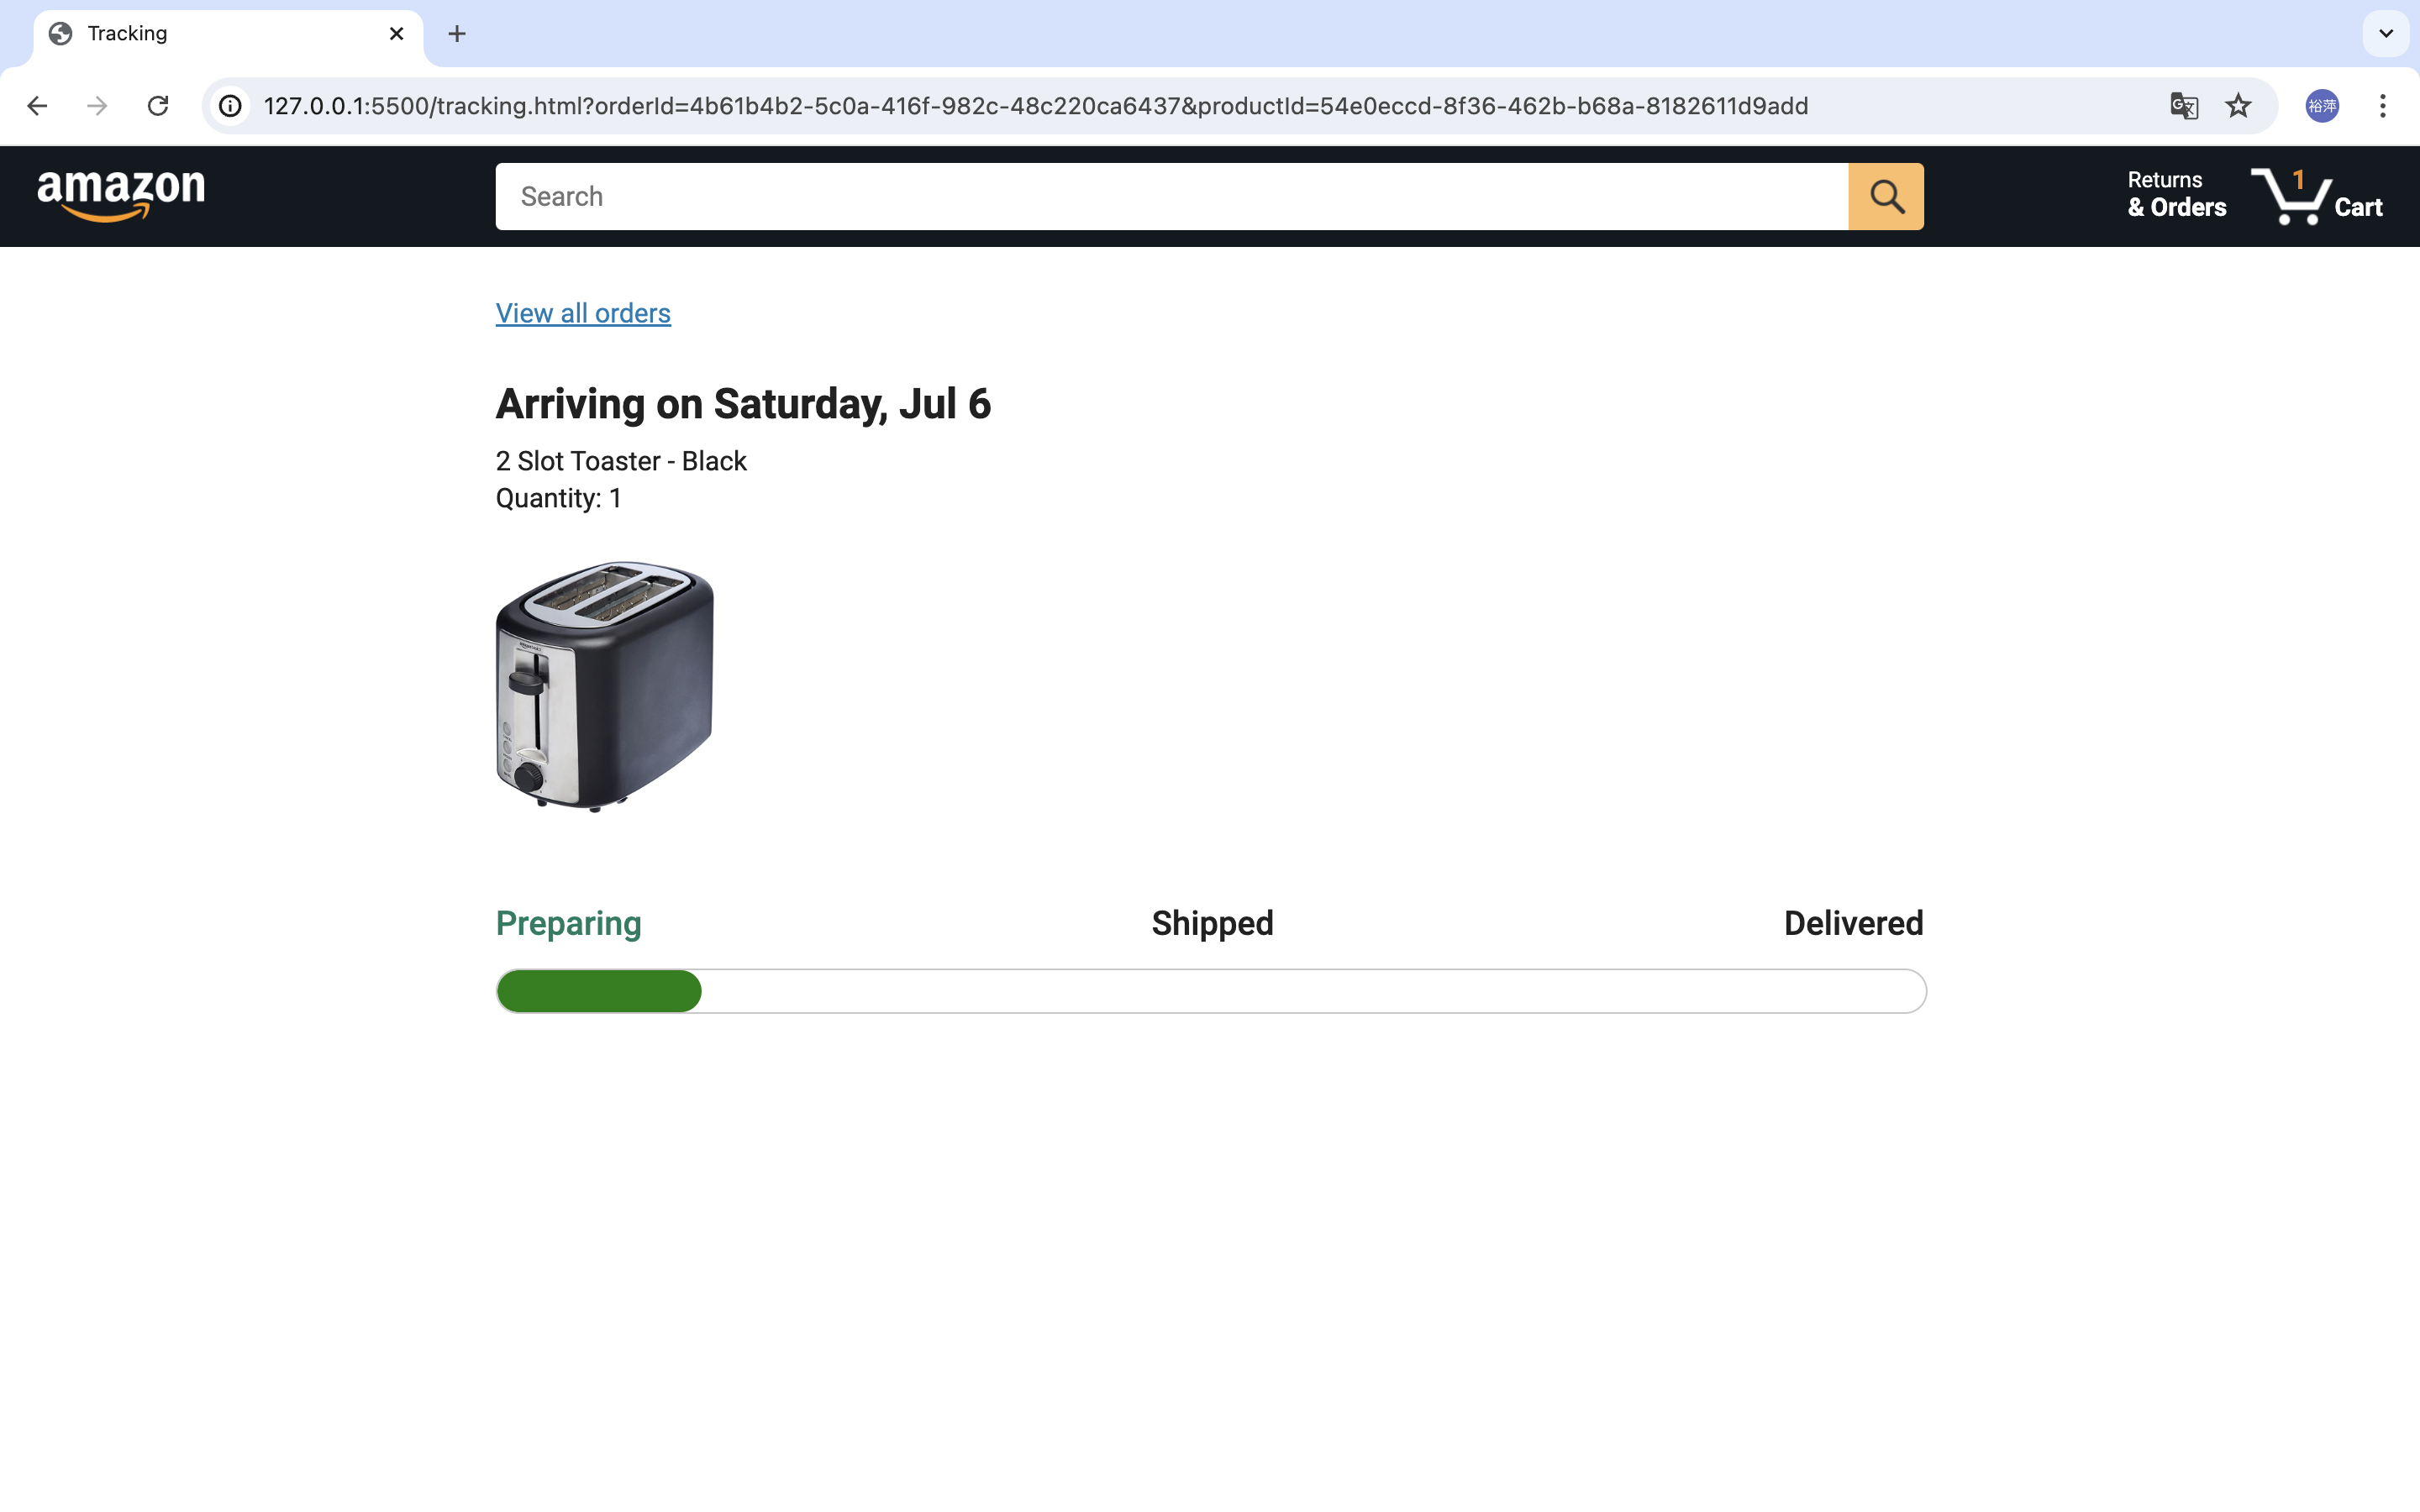 Tracking
127.0.0.1:5500/tracking.html?orderId=4b61b4b2-5c0a-416f-982c-48c220ca6437&productId=54e0eccd-8f36-462b-b68a-8182611d9add
裕萍
amazon
Search
Returns
& Orders
1
Cart
View all orders
Arriving on Saturday, Jul 6
2 Slot Toaster - Black
Quantity: 1
Preparing
Shipped
Delivered